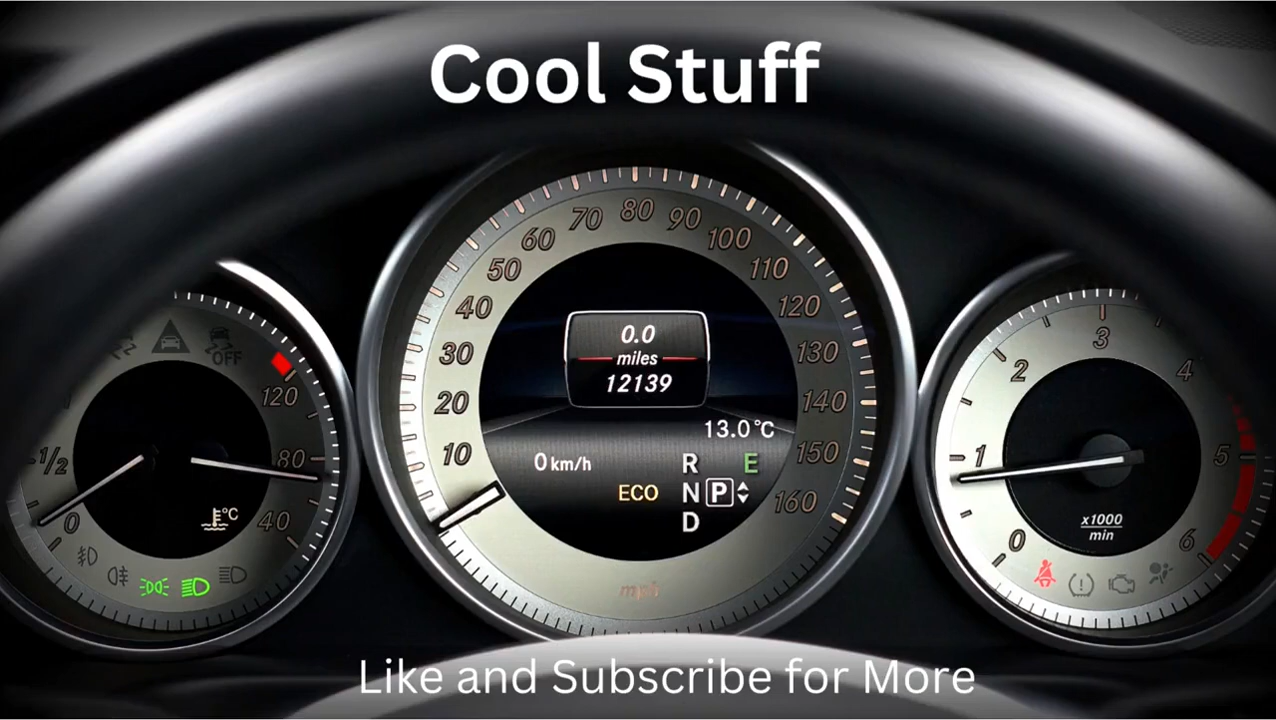 Cool Stuff
70 80 90
60 100
50 110
40 120
30 130
20 140
10 150
160
0.0
miles
12139
13.0°C
0 km/h
R E
ECO N P
D
mph
OFF
120
1/2 80
0 40
°C
3
2 4
1 5
0 6
x1000
min
Like and Subscribe for More